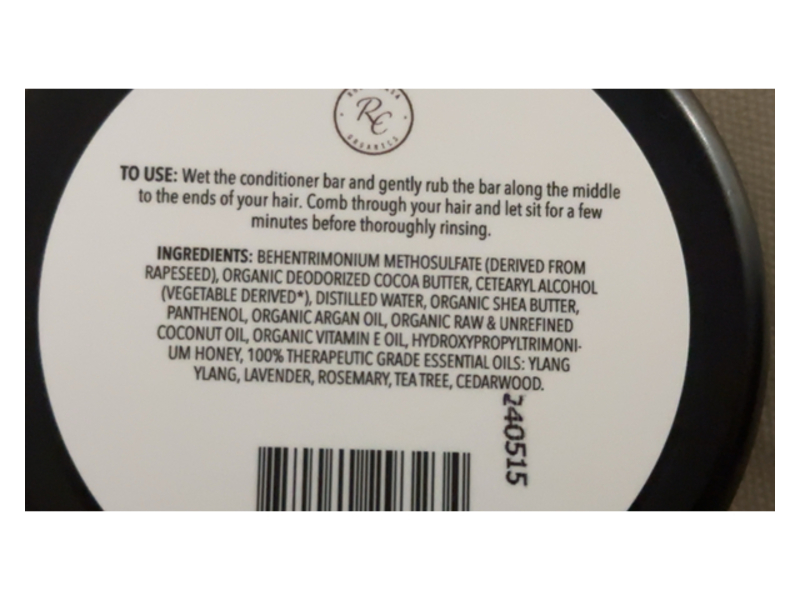 RC
ORGANICS
TO USE: Wet the conditioner bar and gently rub the bar along the middle
to the ends of your hair. Comb through your hair and let sit for a few
minutes before thoroughly rinsing.
INGREDIENTS: BEHENTRIMONIUM METHOSULFATE (DERIVED FROM
RAPESEED), ORGANIC DEODORIZED COCOA BUTTER, CETEARYL ALCOHOL
(VEGETABLE DERIVED*), DISTILLED WATER, ORGANIC SHEA BUTTER,
PANTHENOL, ORGANIC ARGAN OIL, ORGANIC RAW & UNREFINED
COCONUT OIL, ORGANIC VITAMIN E OIL, HYDROXYPROPYLTRIMONI-
UM HONEY, 100% THERAPEUTIC GRADE ESSENTIAL OILS: YLANG
YLANG, LAVENDER, ROSEMARY, TEA TREE, CEDARWOOD.
240515